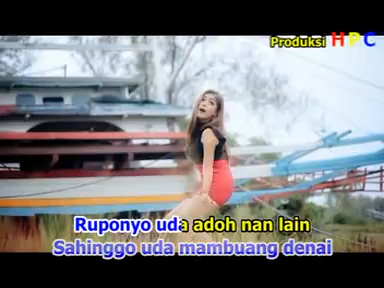 Produksi HPC
Ruponyo uda adoh nan lain
Sahinggo uda mambuang denai